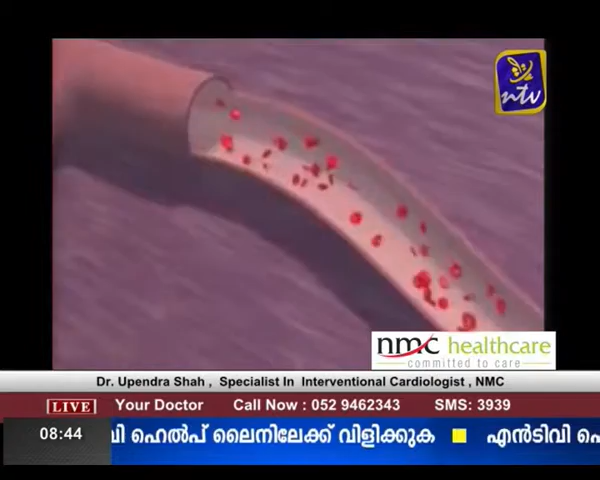 ntv
nmc healthcare
committed to care
Dr. Upendra Shah , Specialist In Interventional Cardiologist , NMC
LIVE Your Doctor Call Now : 052 9462343 SMS: 3939
08:44 ഹെൽപ് ലൈനിലേക്ക് വിളിക്കുക എൻടിവി